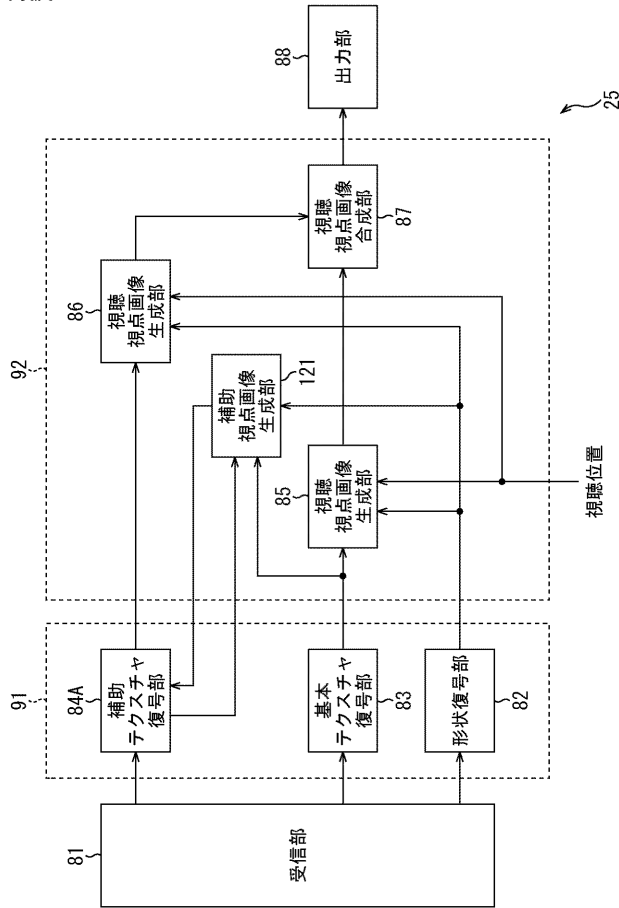 81
受信部
91
84A
補助
テクスチャ
復号部
基本
テクスチャ
復号部
83
形状復号部
82
92
86
視聴
視点画像
生成部
補助
視点画像
生成部
121
85
視聴
視点画像
生成部
視聴
視点画像
合成部
87
視聴位置
88
出力部
25